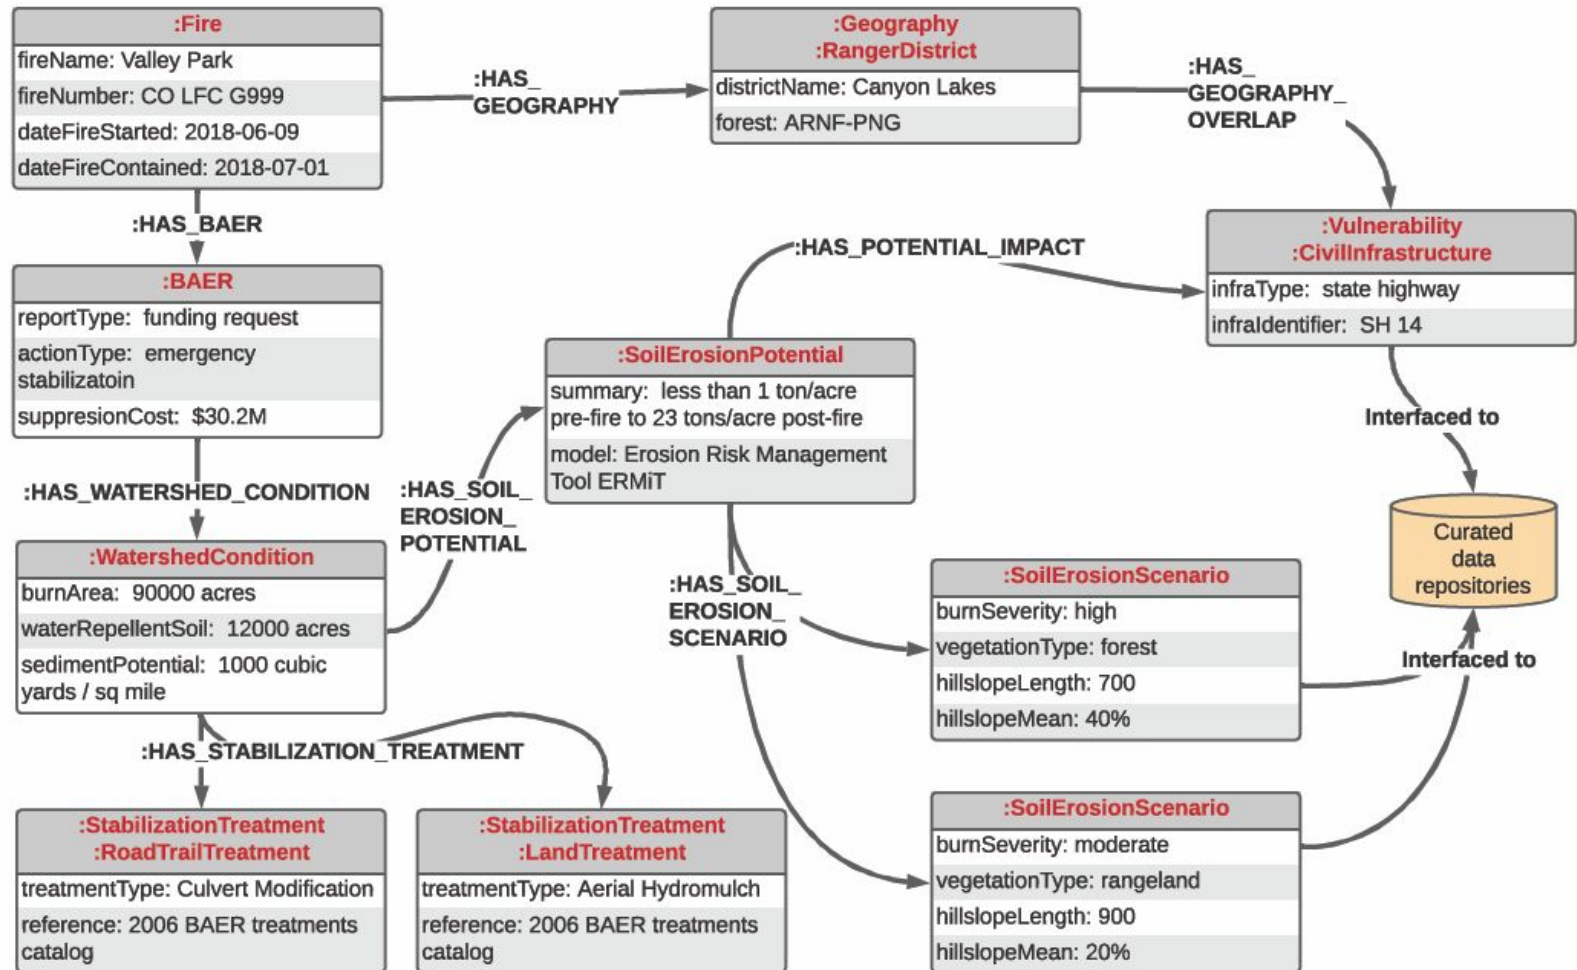 :Fire
fireName: Valley Park
fireNumber: CO LFC G999
dateFireStarted: 2018-06-09
dateFireContained: 2018-07-01
:HAS_
GEOGRAPHY
:Geography
:RangerDistrict
districtName: Canyon Lakes
forest: ARNF-PNG
:HAS_
GEOGRAPHY_
OVERLAP
:Vulnerability
:CivilInfrastructure
infraType: state highway
infraIdentifier: SH 14
:HAS_BAER
:BAER
reportType: funding request
actionType: emergency
stabilizatoin
suppresionCost: $30.2M
:HAS_POTENTIAL_IMPACT
:SoilErosionPotential
summary: less than 1 ton/acre
pre-fire to 23 tons/acre post-fire
model: Erosion Risk Management
Tool ERMiT
Interfaced to
Curated
data
repositories
:HAS_WATERSHED_CONDITION
:HAS_SOIL_
EROSION_
POTENTIAL
:WatershedCondition
burnArea: 90000 acres
waterRepellentSoil: 12000 acres
sedimentPotential: 1000 cubic
yards / sq mile
:HAS_SOIL_
EROSION_
SCENARIO
:SoilErosionScenario
burnSeverity: high
vegetationType: forest
hillslopeLength: 700
hillslopeMean: 40%
Interfaced to
:HAS_STABILIZATION_TREATMENT
:StabilizationTreatment
:RoadTrailTreatment
treatmentType: Culvert Modification
reference: 2006 BAER treatments
catalog
:StabilizationTreatment
:LandTreatment
treatmentType: Aerial Hydromulch
reference: 2006 BAER treatments
catalog
:SoilErosionScenario
burnSeverity: moderate
vegetationType: rangeland
hillslopeLength: 900
hillslopeMean: 20%